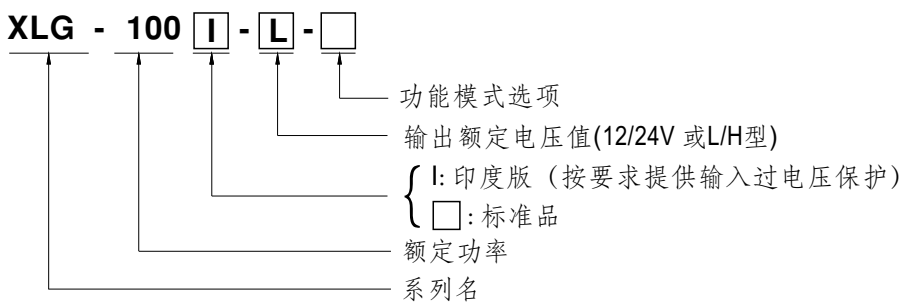 XLG - 100 I - L - □
功能模式选项
输出额定电压值(12/24V 或L/H型)
I: 印度版（按要求提供输入过电压保护）
□: 标准品
额定功率
系列名